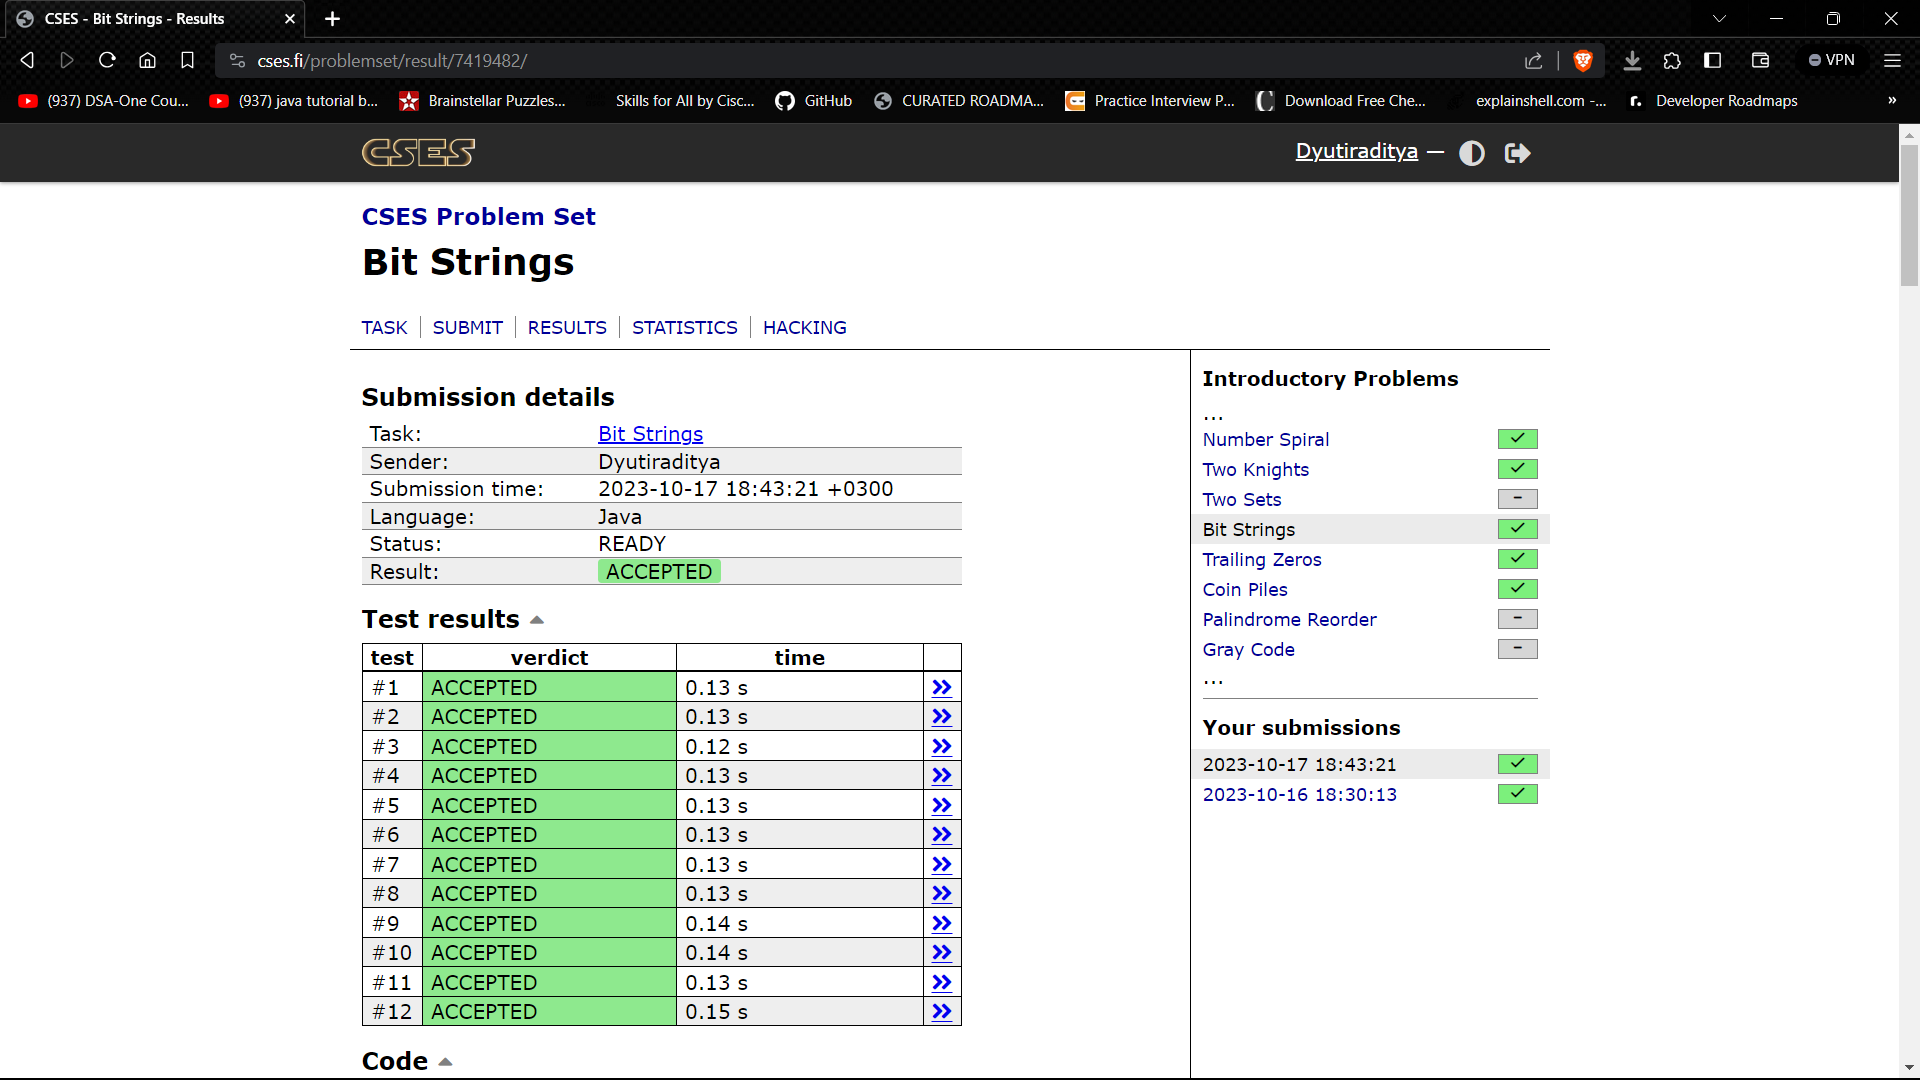 CSES - Bit Strings - Results
cses.fi/problemset/result/7419482/
VPN
(937) DSA-One Cou...
(937) java tutorial b...
Brainstellar Puzzles...
Skills for All by Cisc...
GitHub
CURATED ROADMA...
Practice Interview P...
Download Free Che...
explainshell.com -...
Developer Roadmaps
»
CSES
Dyutiraditya —
CSES Problem Set
Bit Strings
TASK SUBMIT RESULTS STATISTICS HACKING
Submission details
Task: Bit Strings
Sender: Dyutiraditya
Submission time: 2023-10-17 18:43:21 +0300
Language: Java
Status: READY
Result: ACCEPTED
Test results
test verdict time
#1 ACCEPTED 0.13 s
#2 ACCEPTED 0.13 s
#3 ACCEPTED 0.12 s
#4 ACCEPTED 0.13 s
#5 ACCEPTED 0.13 s
#6 ACCEPTED 0.13 s
#7 ACCEPTED 0.13 s
#8 ACCEPTED 0.13 s
#9 ACCEPTED 0.14 s
#10 ACCEPTED 0.14 s
#11 ACCEPTED 0.13 s
#12 ACCEPTED 0.15 s
Code
Introductory Problems
...
Number Spiral
Two Knights
Two Sets -
Bit Strings
Trailing Zeros
Coin Piles
Palindrome Reorder -
Gray Code -
...
Your submissions
2023-10-17 18:43:21
2023-10-16 18:30:13